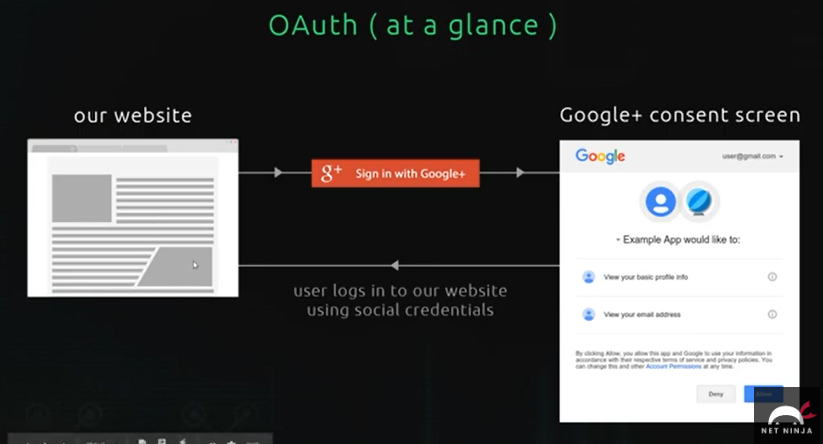 OAuth ( at a glance )
our website
Google+ consent screen
g+ Sign in with Google+
Google
user@gmail.com
Example App would like to:
View your basic profile info
View your email address
By clicking Allow, you allow this app and Google to use your information in
accordance with their respective terms of service and privacy policies. You
can change this and other Account Permissions at any time.
Deny
Allow
user logs in to our website
using social credentials
NET NINJA